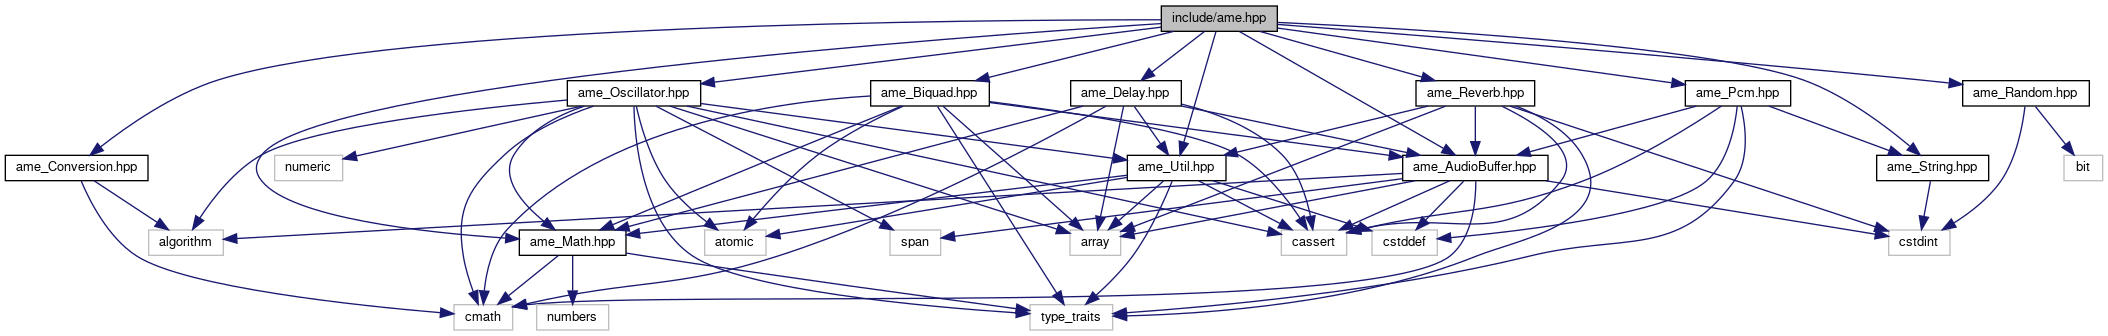 include/ame.hpp
ame_Oscillator.hpp
ame_Biquad.hpp
ame_Delay.hpp
ame_Reverb.hpp
ame_Pcm.hpp
ame_Random.hpp
ame_Conversion.hpp
numeric
ame_Util.hpp
ame_AudioBuffer.hpp
ame_String.hpp
bit
algorithm
ame_Math.hpp
atomic
span
array
cassert
cstddef
cstdint
cmath
numbers
type_traits